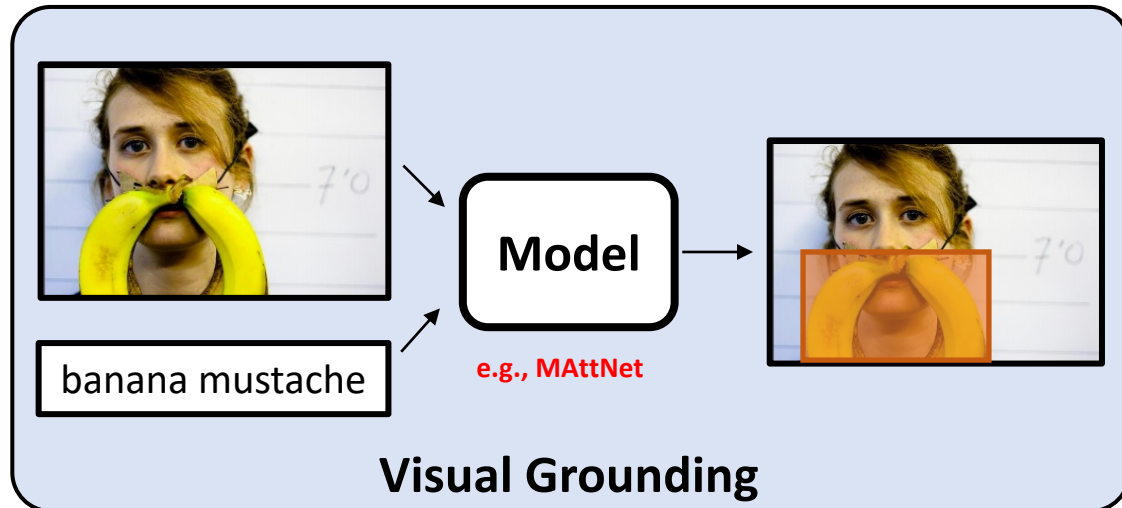 7'0
banana mustache
Model
e.g., MAttNet
7'0
Visual Grounding